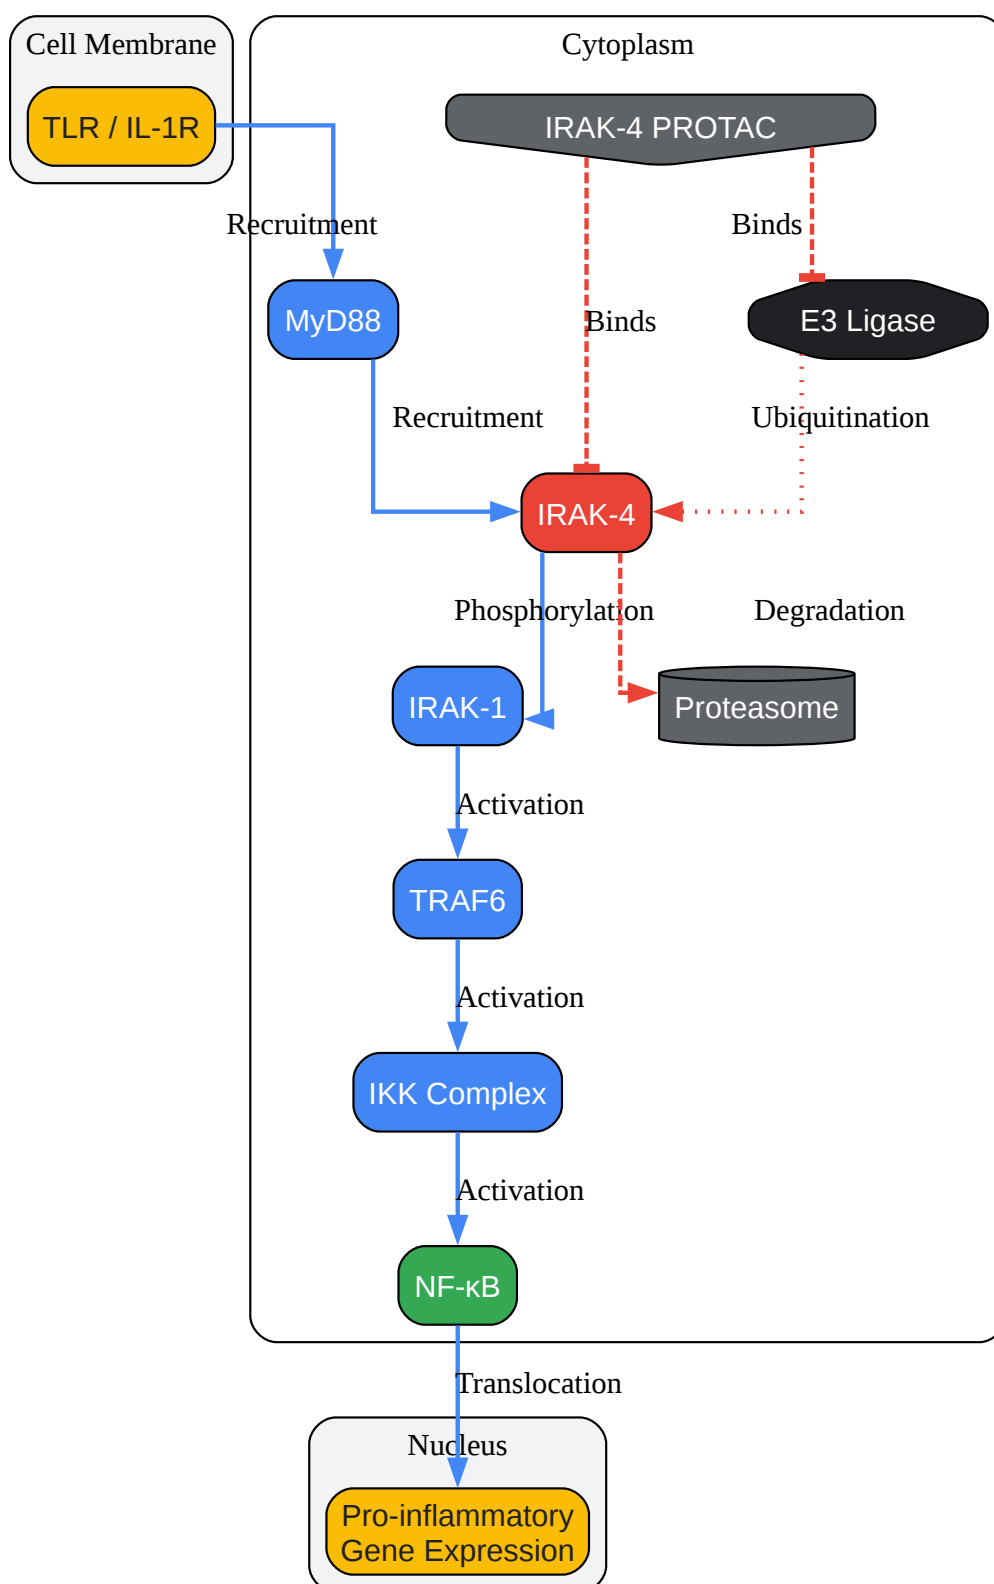 Cell Membrane
Cytoplasm
TLR / IL-1R
IRAK-4 PROTAC
Recruitment
Binds
MyD88
Binds
E3 Ligase
Recruitment
Ubiquitination
IRAK-4
Phosphorylation
Degradation
IRAK-1
Proteasome
Activation
TRAF6
Activation
IKK Complex
Activation
NF-κB
Translocation
Nucleus
Pro-inflammatory
Gene Expression